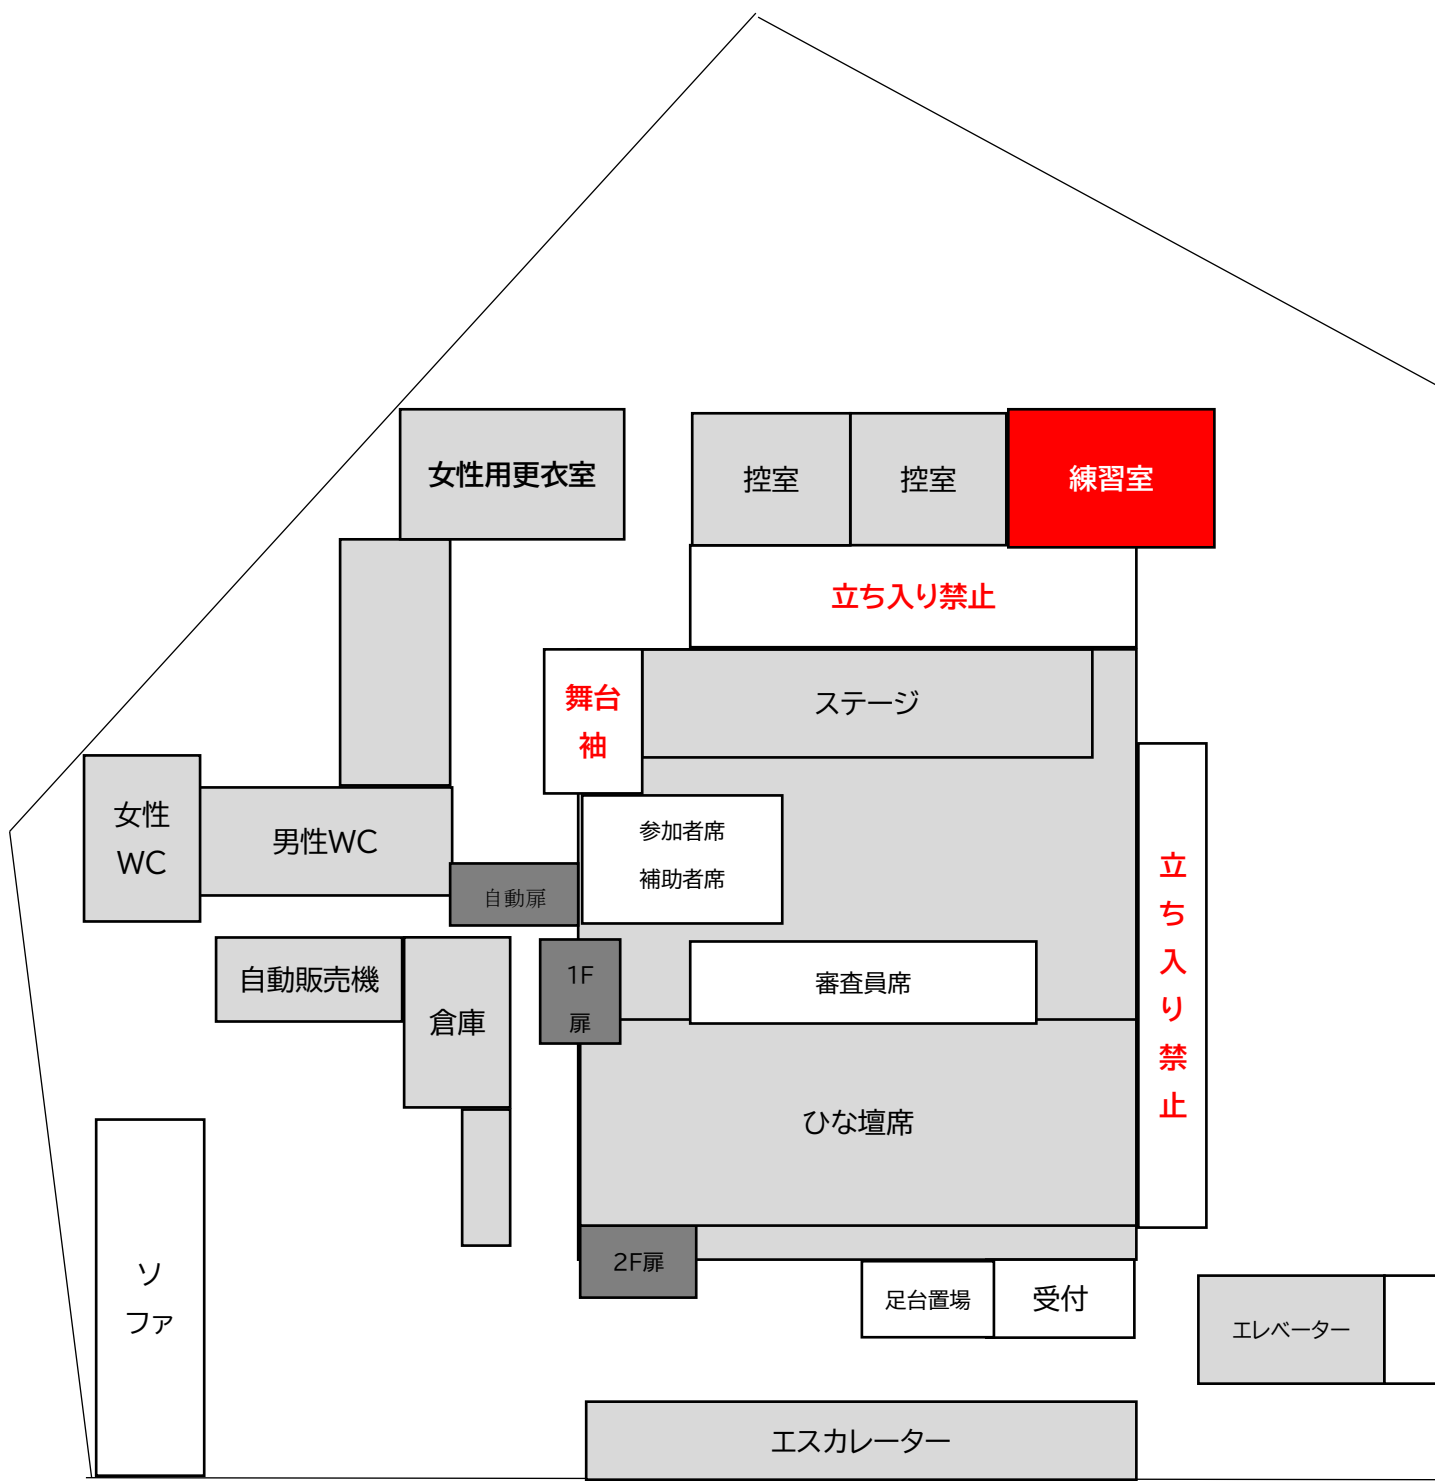 女性用更衣室
控室
控室
練習室
立ち入り禁止
舞台
袖
ステージ
女性
WC
男性WC
参加者席
補助者席
自動扉
立
ち
入
り
禁
止
自動販売機
倉庫
1F
扉
審査員席
ひな壇席
ソ
ファ
2F扉
足台置場
受付
エレベーター
エスカレーター